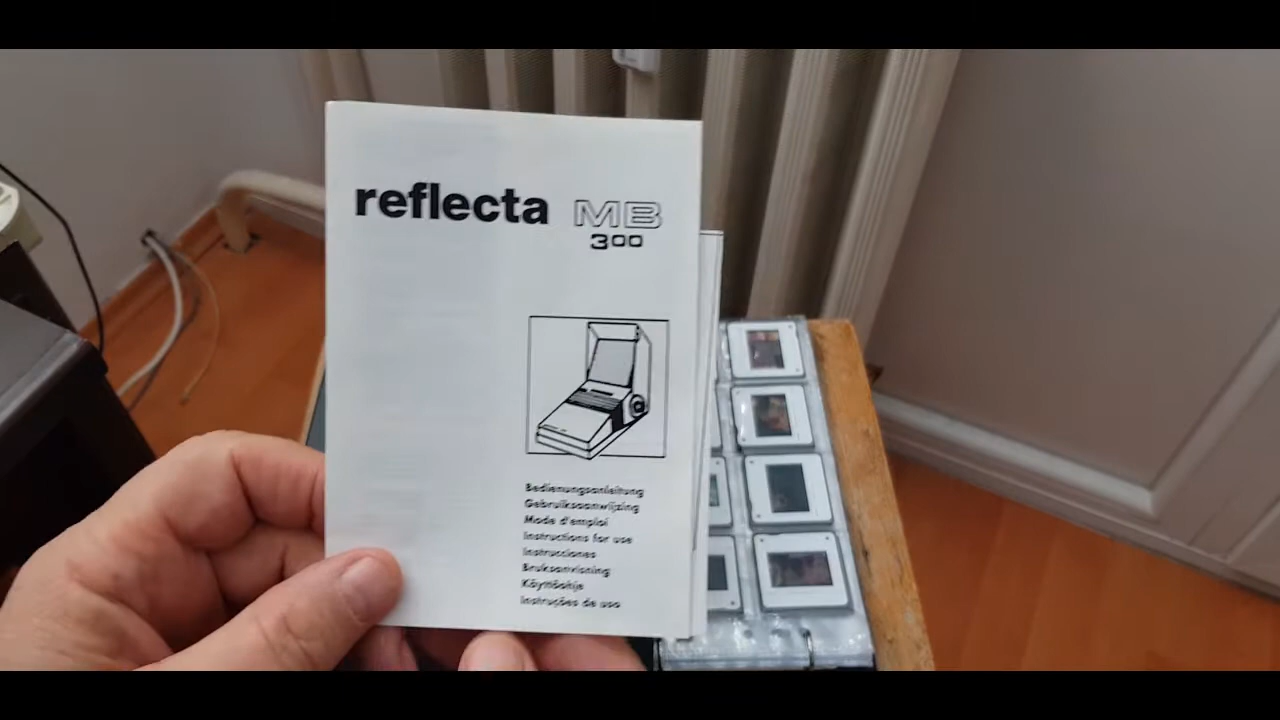 reflecta MB
300
Bedienungsanleitung
Gebruiksaanwijzing
Mode d'emploi
Instructions for use
Instrucciones
Bruksanvisning
Käyttöohje
Instruções de uso